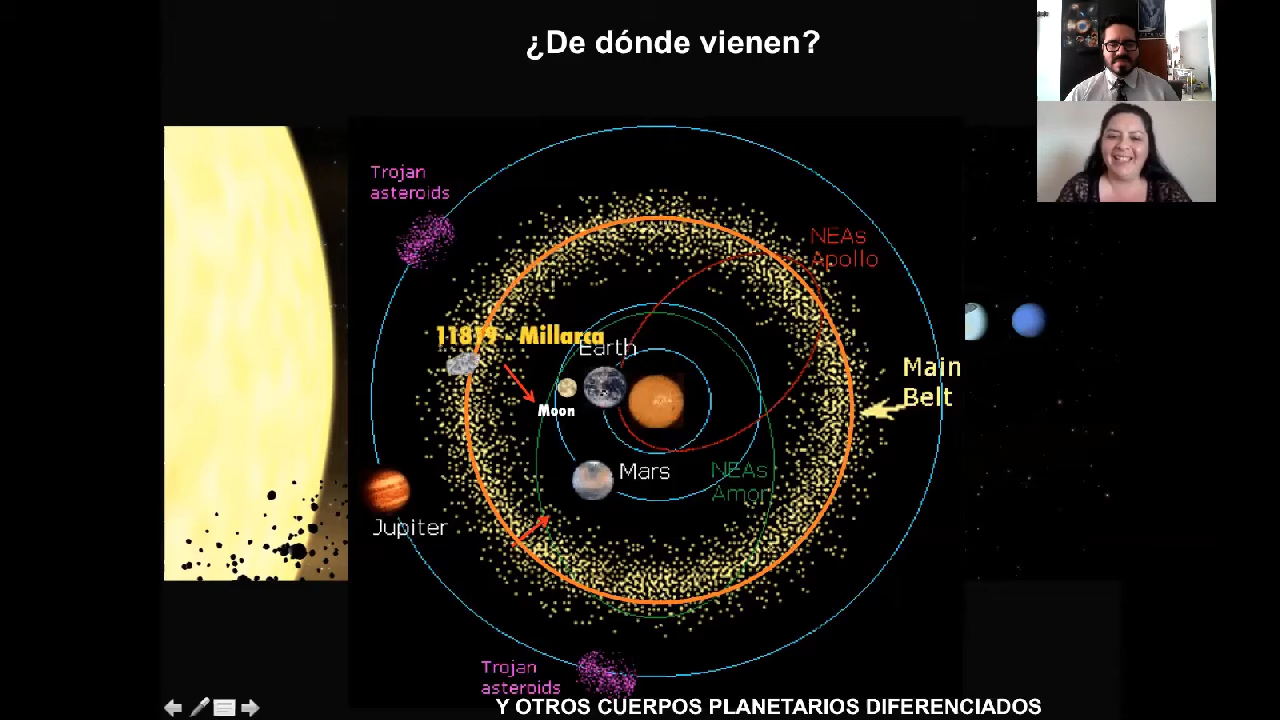 ¿De dónde vienen?
Trojan
asteroids
NEAs
Apollo
11819 - Millarca
Earth
Main
Belt
Moon
Mars
NEAs
Amor
Jupiter
Trojan
asteroids
Y OTROS CUERPOS PLANETARIOS DIFERENCIADOS